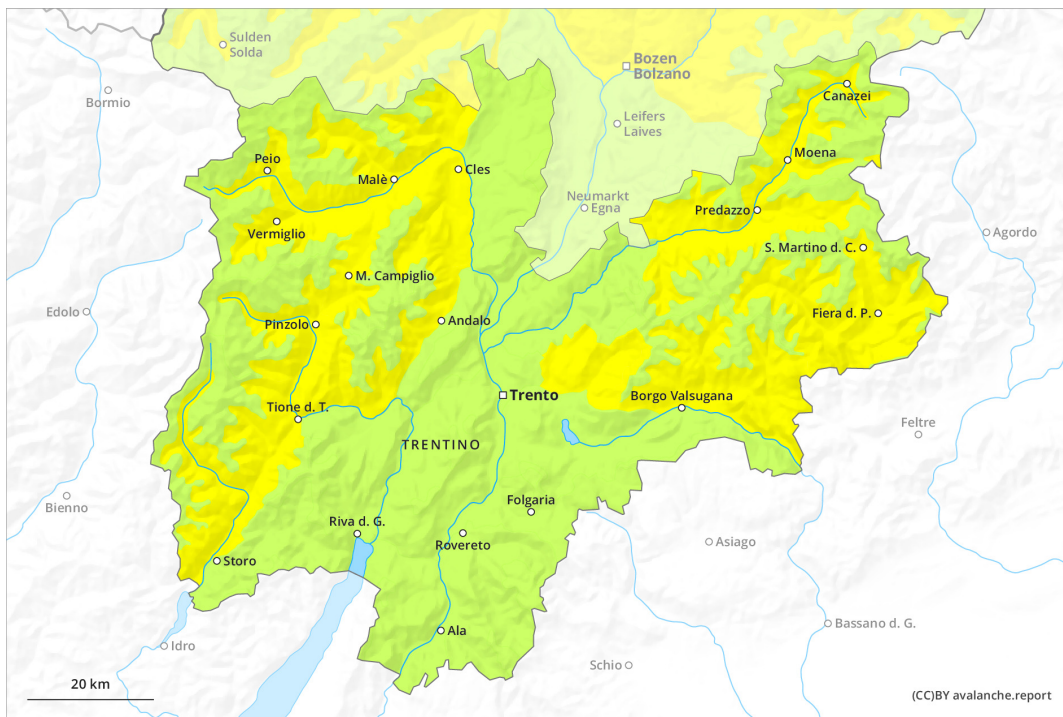 Sulden
Solda
Bozen
Bolzano
Bormio
Canazei
Leifers
Laives
Moena
Peio
Cles
Malè
Neumarkt
Egna
Predazzo
Vermiglio
Agordo
S. Martino d. C.
M. Campiglio
Edolo
Pinzolo
Andalo
Fiera d. P.
Trento
Borgo Valsugana
Tione d. T.
Feltre
TRENTINO
Bienno
Folgaria
Riva d. G.
Rovereto
Asiago
Storo
Bassano d. G.
Ala
Idro
Schio
20 km
(CC)BY avalanche.report